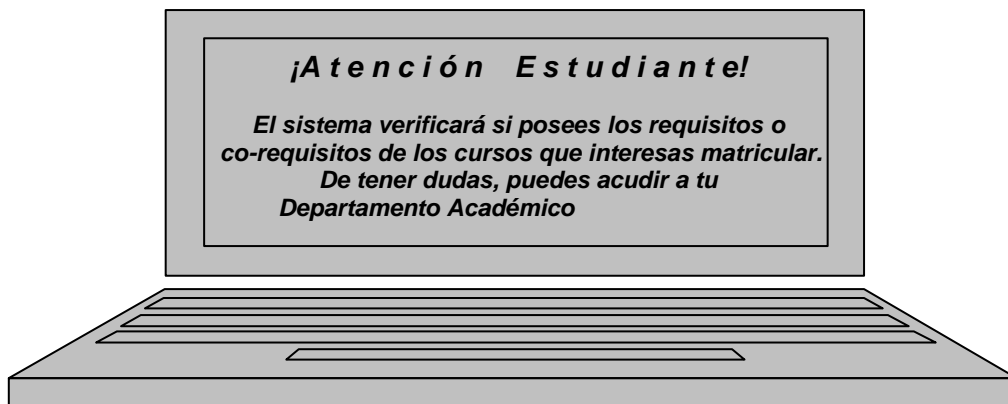 ¡Atención Estudiante!
El sistema verificará si posees los requisitos o
co-requisitos de los cursos que interesas matricular.
De tener dudas, puedes acudir a tu
Departamento Académico